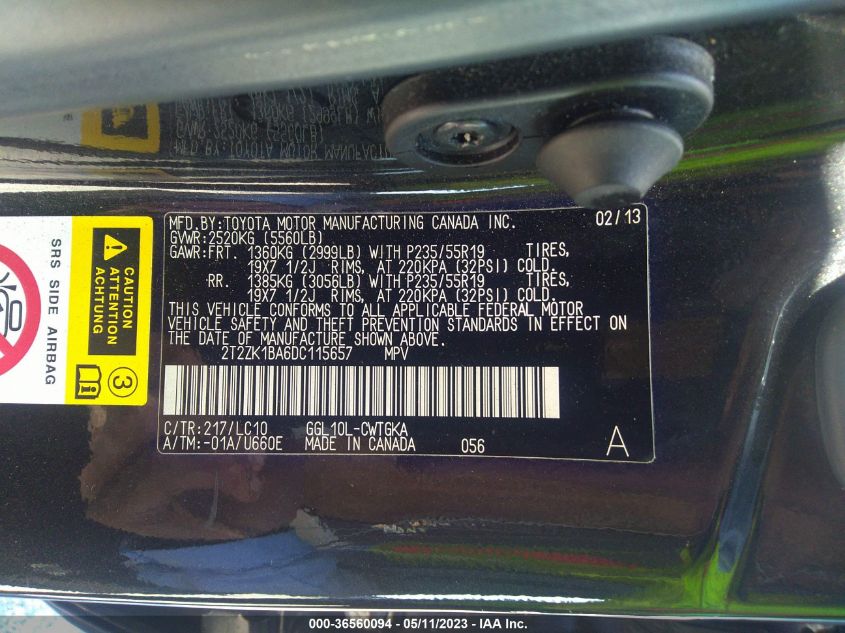 MFD.BY:TOYOTA MOTOR MANUFACTURING CANADA INC. 02/13
GVWR:2520KG (5560LB)
GAWR:FRT. 1360KG (2999LB) WITH P235/55R19 TIRES,
19X7 1/2J RIMS, AT 220KPA (32PSI) COLD.
RR. 1385KG (3056LB) WITH P235/55R19 TIRES,
19X7 1/2J RIMS, AT 220KPA (32PSI) COLD.
THIS VEHICLE CONFORMS TO ALL APPLICABLE FEDERAL MOTOR
VEHICLE SAFETY AND THEFT PREVENTION STANDARDS IN EFFECT ON
THE DATE OF MANUFACTURE SHOWN ABOVE.
2T2ZK1BA6DC115657 MPV
C/TR:217/LC10 GGL10L-CWTGKA
A/TM:-01A/U660E MADE IN CANADA 056 A
SRS SIDE AIRBAG
CAUTION
ATTENTION
ACHTUNG
3
000-36560094 - 05/11/2023 - IAA Inc.